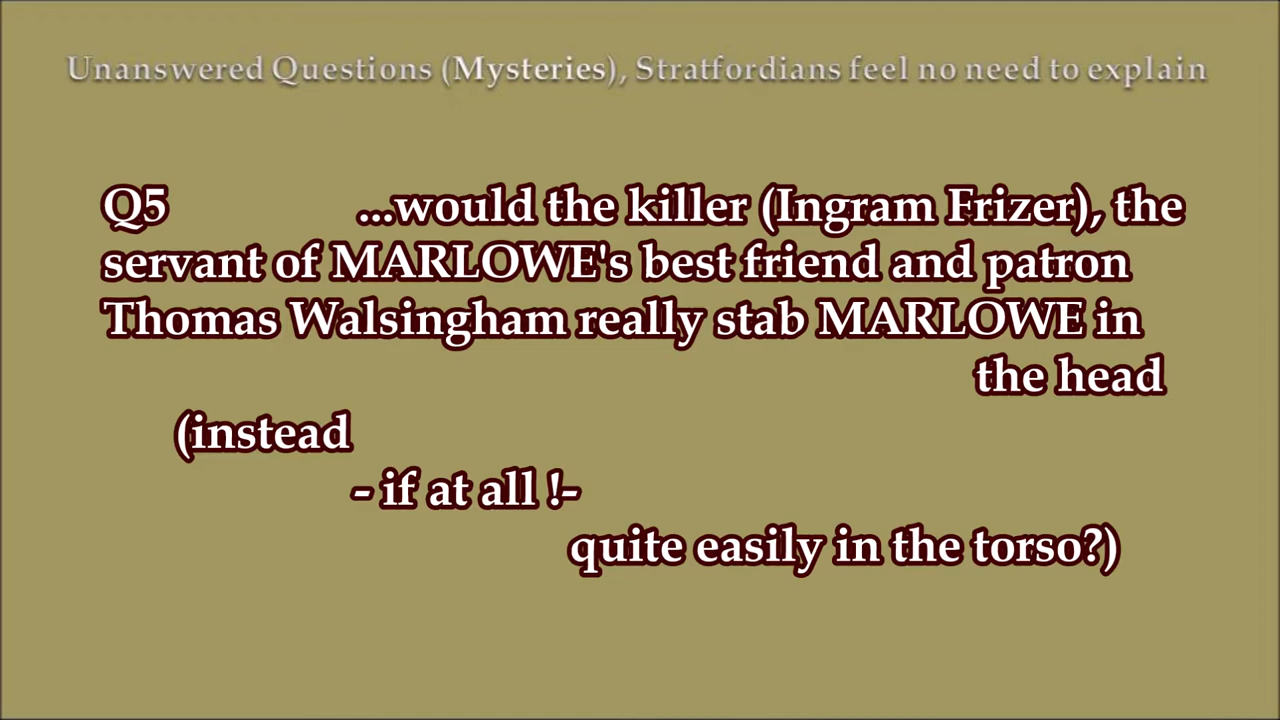 Unanswered Questions (Mysteries), Stratfordians feel no need to explain
Q5 ...would the killer (Ingram Frizer), the
servant of MARLOWE's best friend and patron
Thomas Walsingham really stab MARLOWE in
the head
(instead
- if at all !-
quite easily in the torso?)